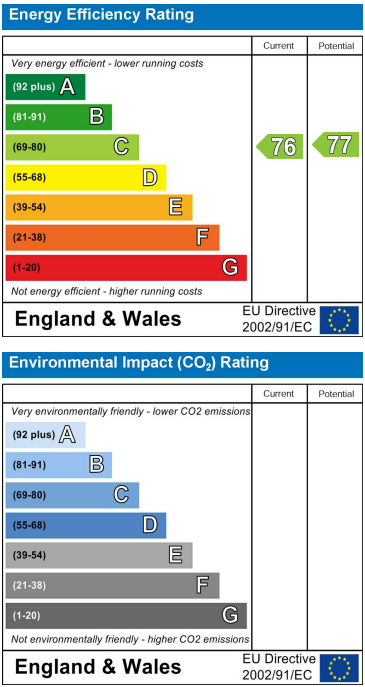 Energy Efficiency Rating
Current Potential
Very energy efficient - lower running costs
(92 plus) A
(81-91) B
(69-80) C 76 77
(55-68) D
(39-54) E
(21-38) F
(1-20) G
Not energy efficient - higher running costs
England & Wales
EU Directive
2002/91/EC
Environmental Impact (CO₂) Rating
Current Potential
Very environmentally friendly - lower CO2 emissions
(92 plus) A
(81-91) B
(69-80) C
(55-68) D
(39-54) E
(21-38) F
(1-20) G
Not environmentally friendly - higher CO2 emissions
England & Wales
EU Directive
2002/91/EC